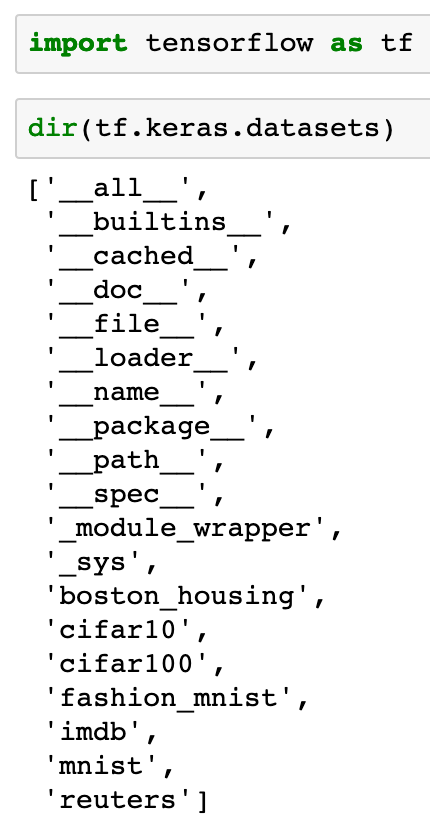 import tensorflow as tf
dir(tf.keras.datasets)
['__all__',
'__builtins__',
'__cached__',
'__doc__',
'__file__',
'__loader__',
'__name__',
'__package__',
'__path__',
'__spec__',
'_module_wrapper',
'_sys',
'boston_housing',
'cifar10',
'cifar100',
'fashion_mnist',
'imdb',
'mnist',
'reuters']